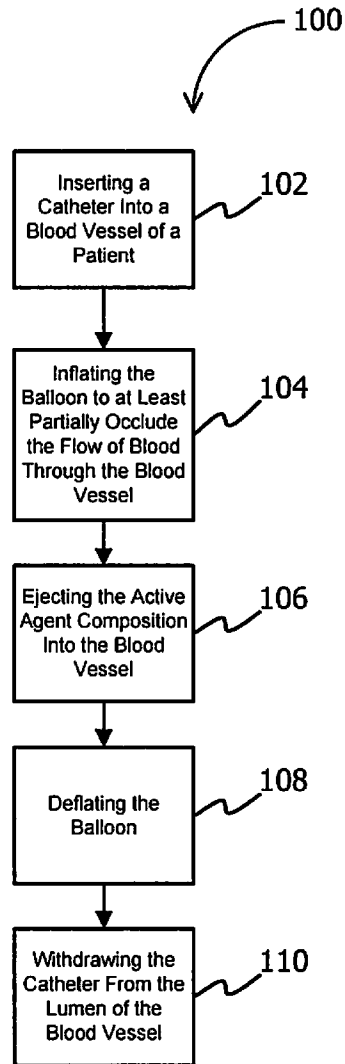 100
Inserting a
Catheter Into a
Blood Vessel of a
Patient
102
Inflating the
Balloon to at Least
Partially Occlude
the Flow of Blood
Through the Blood
Vessel
104
Ejecting the Active
Agent Composition
Into the Blood
Vessel
106
Deflating the
Balloon
108
Withdrawing the
Catheter From the
Lumen of the
Blood Vessel
110